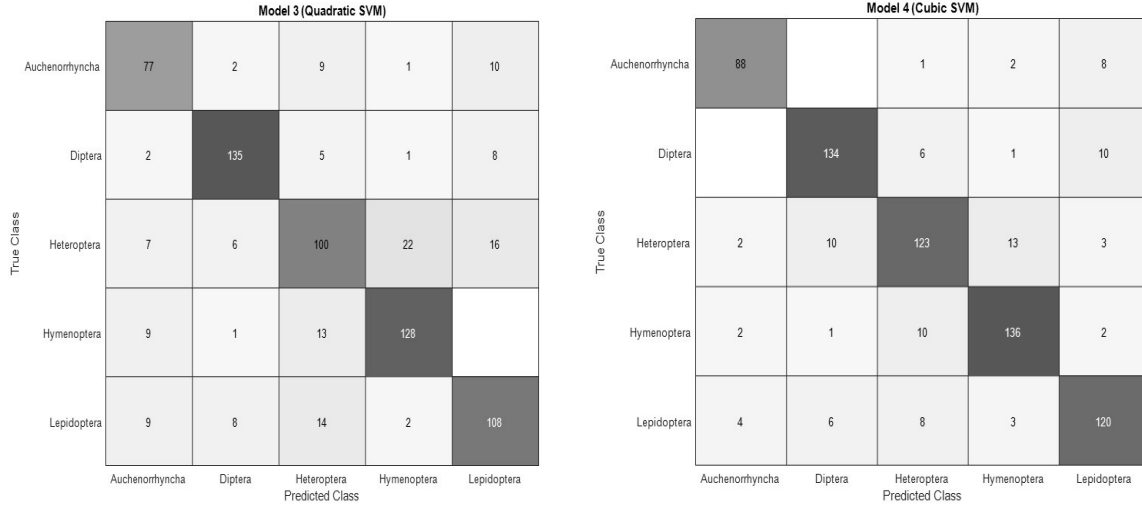 Model 3 (Quadratic SVM)
True Class
Auchenorrhyncha 77 2 9 1 10
Diptera 2 135 5 1 8
Heteroptera 7 6 100 22 16
Hymenoptera 9 1 13 128
Lepidoptera 9 8 14 2 108
Auchenorrhyncha Diptera Heteroptera Hymenoptera Lepidoptera
Predicted Class
Model 4 (Cubic SVM)
True Class
Auchenorrhyncha 88 1 2 8
Diptera 134 6 1 10
Heteroptera 2 10 123 13 3
Hymenoptera 2 1 10 136 2
Lepidoptera 4 6 8 3 120
Auchenorrhyncha Diptera Heteroptera Hymenoptera Lepidoptera
Predicted Class